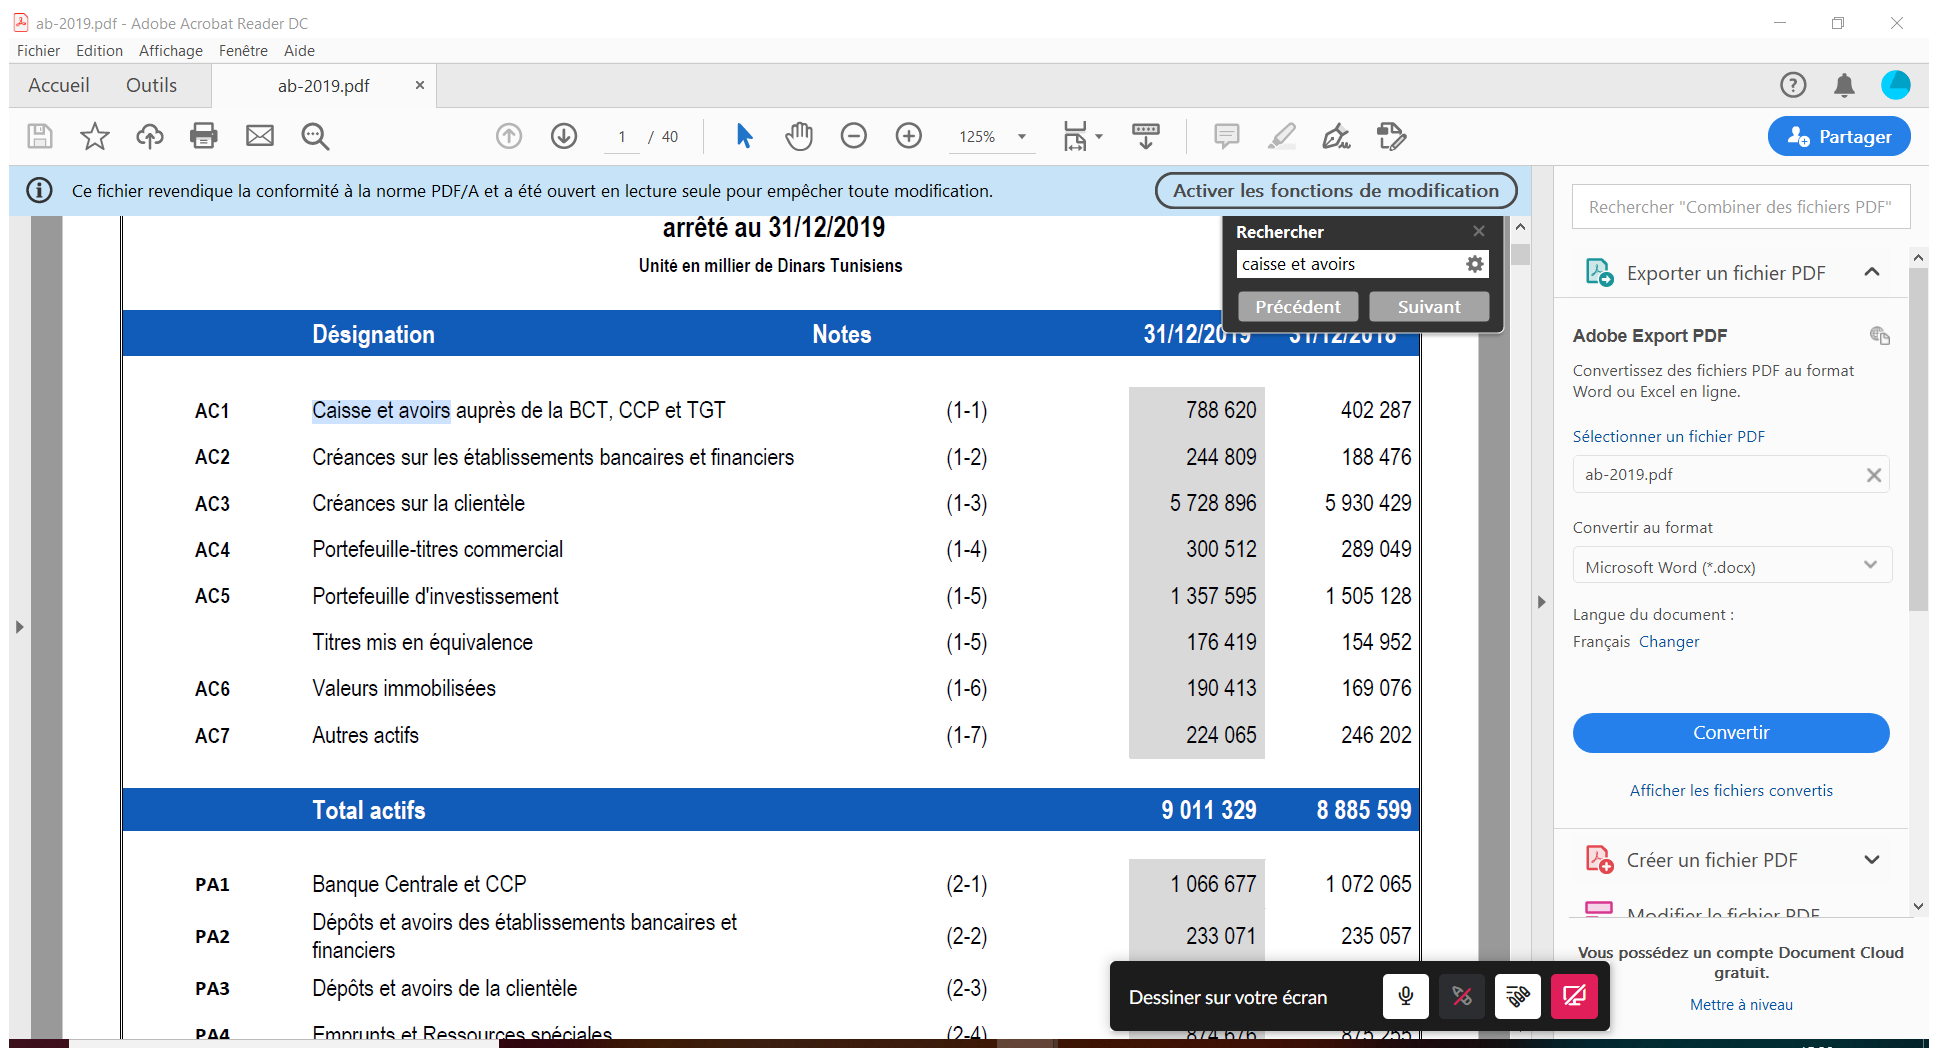 ab-2019.pdf - Adobe Acrobat Reader DC
Fichier Edition Affichage Fenêtre Aide
Accueil Outils ab-2019.pdf ×
1 / 40 125% Partager
Ce fichier revendique la conformité à la norme PDF/A et a été ouvert en lecture seule pour empêcher toute modification. Activer les fonctions de modification
Rechercher "Combiner des fichiers PDF"
arrêté au 31/12/2019
Unité en millier de Dinars Tunisiens
Rechercher
caisse et avoirs
Précédent Suivant
Désignation Notes 31/12/2019 31/12/2018
AC1 Caisse et avoirs auprès de la BCT, CCP et TGT (1-1) 788 620 402 287
AC2 Créances sur les établissements bancaires et financiers (1-2) 244 809 188 476
AC3 Créances sur la clientèle (1-3) 5 728 896 5 930 429
AC4 Portefeuille-titres commercial (1-4) 300 512 289 049
AC5 Portefeuille d'investissement (1-5) 1 357 595 1 505 128
Titres mis en équivalence (1-5) 176 419 154 952
AC6 Valeurs immobilisées (1-6) 190 413 169 076
AC7 Autres actifs (1-7) 224 065 246 202
Total actifs 9 011 329 8 885 599
PA1 Banque Centrale et CCP (2-1) 1 066 677 1 072 065
PA2 Dépôts et avoirs des établissements bancaires et
financiers (2-2) 233 071 235 057
PA3 Dépôts et avoirs de la clientèle (2-3)
PA4 Emprunts et Ressources spéciales (2-4) 874 676 875 255
Dessiner sur votre écran
Exporter un fichier PDF
Adobe Export PDF
Convertissez des fichiers PDF au format
Word ou Excel en ligne.
Sélectionner un fichier PDF
ab-2019.pdf
Convertir au format
Microsoft Word (*.docx)
Langue du document :
Français Changer
Convertir
Afficher les fichiers convertis
Créer un fichier PDF
Modifier le fichier PDF
Vous possédez un compte Document Cloud
gratuit.
Mettre à niveau